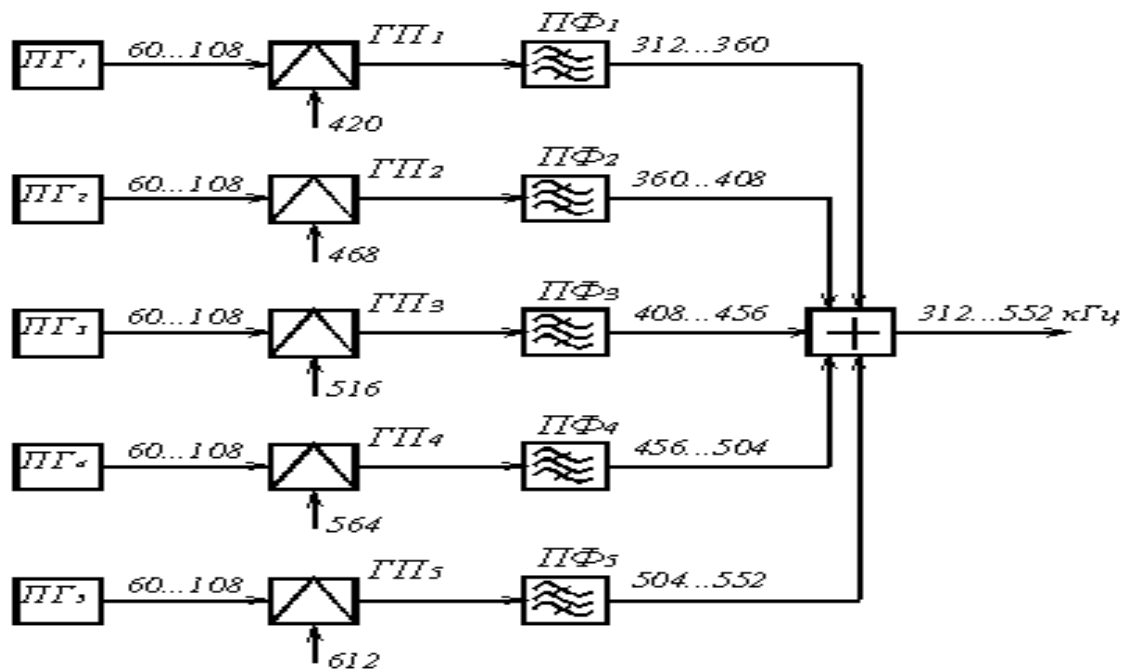 ПГ₁ 60...108 ГП₁ ПФ₁ 312...360
420
ПГ₂ 60...108 ГП₂ ПФ₂ 360...408
468
ПГ₃ 60...108 ГП₃ ПФ₃ 408...456 312...552 кГц
516
ПГ₄ 60...108 ГП₄ ПФ₄ 456...504
564
ПГ₅ 60...108 ГП₅ ПФ₅ 504...552
612